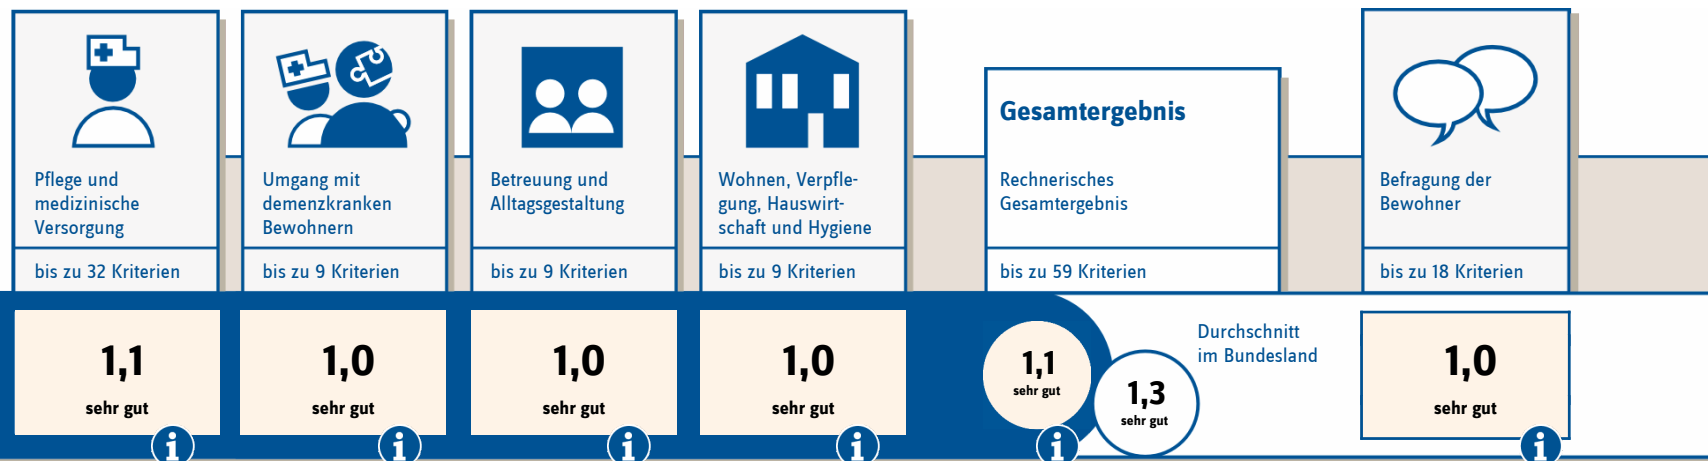 Pflege und
medizinische
Versorgung
bis zu 32 Kriterien
1,1
sehr gut
i
Umgang mit
demenzkranken
Bewohnern
bis zu 9 Kriterien
1,0
sehr gut
i
Betreuung und
Alltagsgestaltung
bis zu 9 Kriterien
1,0
sehr gut
i
Wohnen, Verpfle-
gung, Hauswirt-
schaft und Hygiene
bis zu 9 Kriterien
1,0
sehr gut
i
Gesamtergebnis
Rechnerisches
Gesamtergebnis
bis zu 59 Kriterien
1,1
sehr gut
i
1,3
sehr gut
Durchschnitt
im Bundesland
Befragung der
Bewohner
bis zu 18 Kriterien
1,0
sehr gut
i